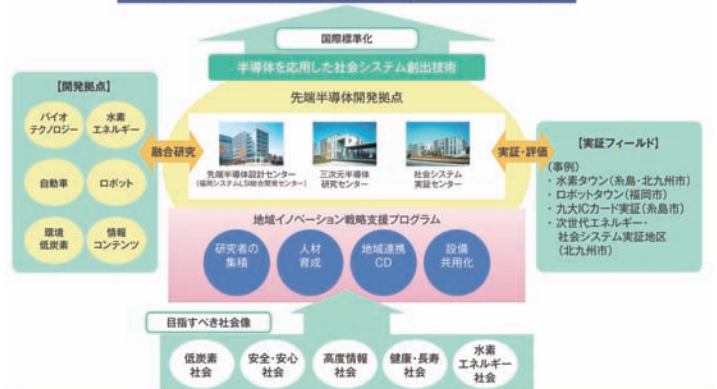 国際標準化
半導体を応用した社会システム創出技術
【開発拠点】
バイオ
テクノロジー
水素
エネルギー
自動車
ロボット
環境
低炭素
情報
コンテンツ
融合研究
先端半導体開発拠点
先端半導体設計センター
(福岡システムLSI総合開発センター)
三次元半導体
研究センター
社会システム
実証センター
実証・評価
【実証フィールド】
(事例)
・水素タウン(糸島・北九州市)
・ロボットタウン(福岡市)
・九大ICカード実証(糸島市)
・次世代エネルギー・
社会システム実証地区
(北九州市)
地域イノベーション戦略支援プログラム
研究者の
集積
人材
育成
地域連携
CD
設備
共用化
目指すべき社会像
低炭素
社会
安全・安心
社会
高度情報
社会
健康・長寿
社会
水素
エネルギー
社会